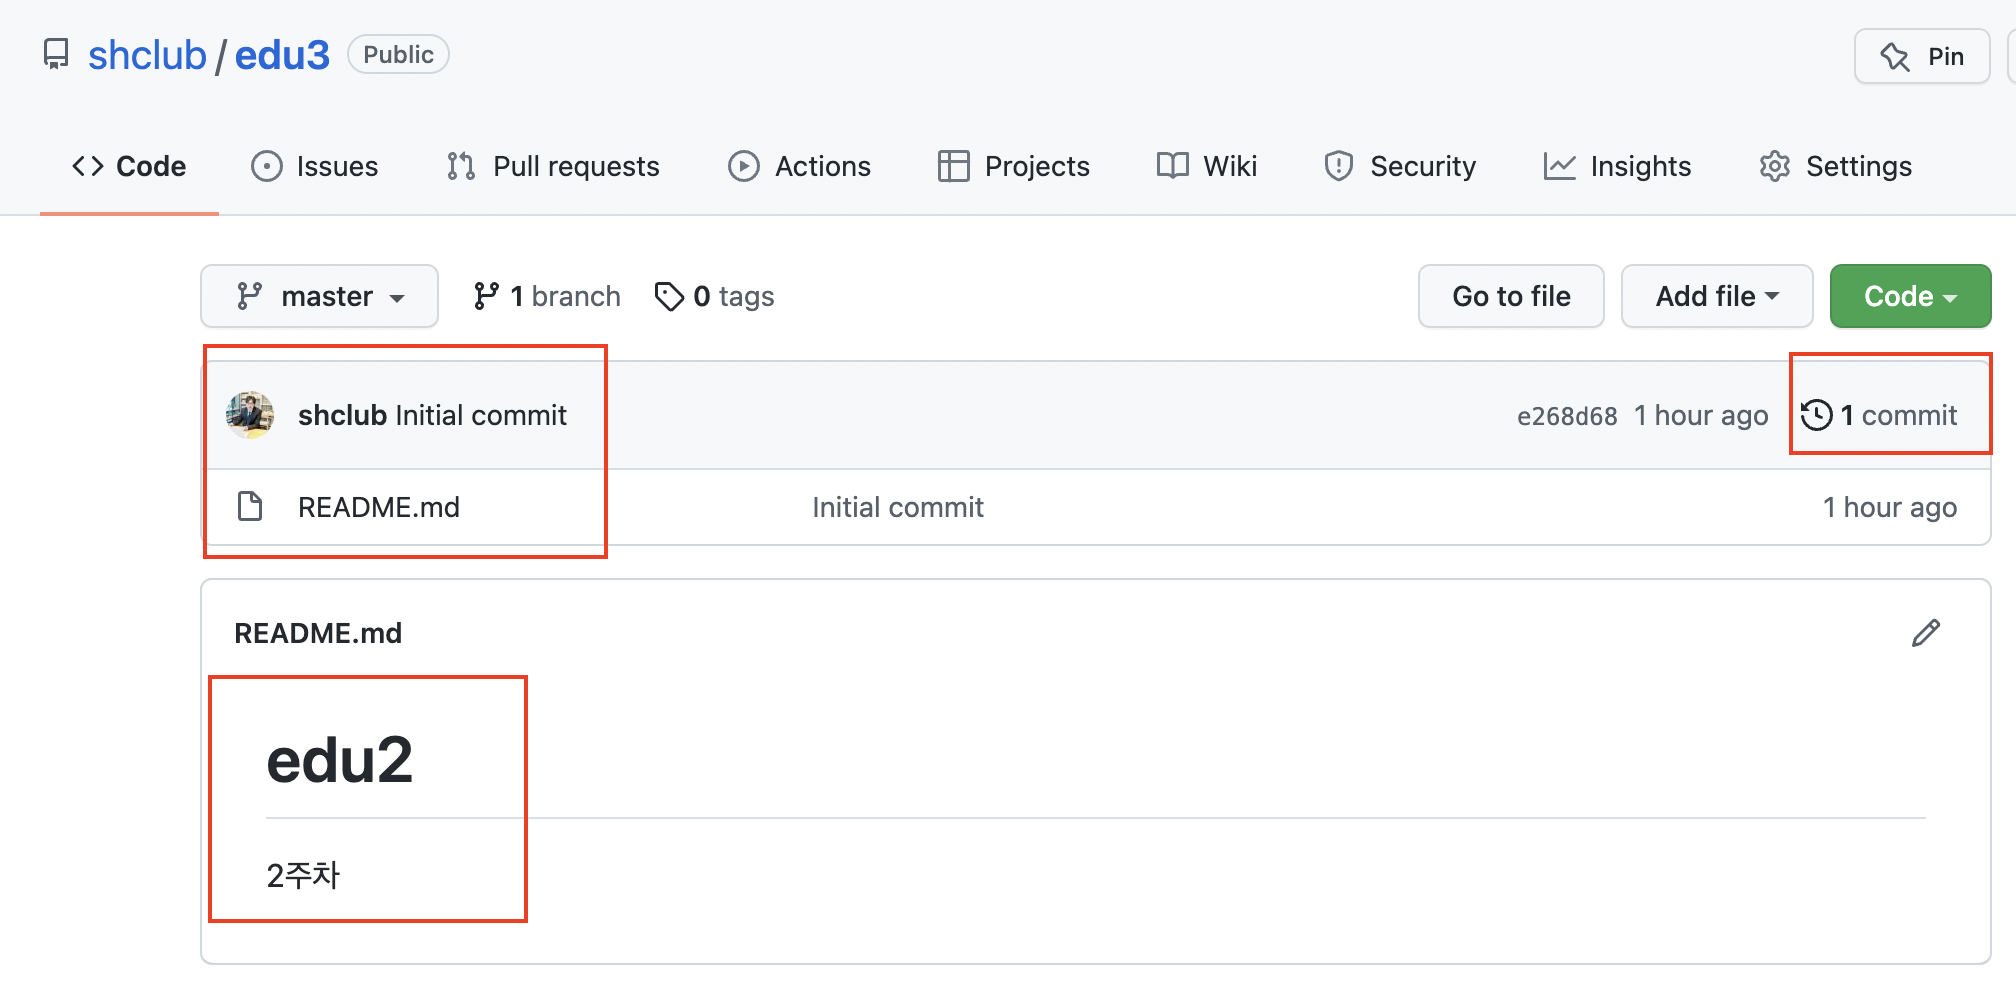 shclub / edu3 Public
Pin
Code Issues Pull requests Actions Projects Wiki Security Insights Settings
master 1 branch 0 tags Go to file Add file Code
shclub Initial commit e268d68 1 hour ago 1 commit
README.md Initial commit 1 hour ago
README.md
edu2
2주차